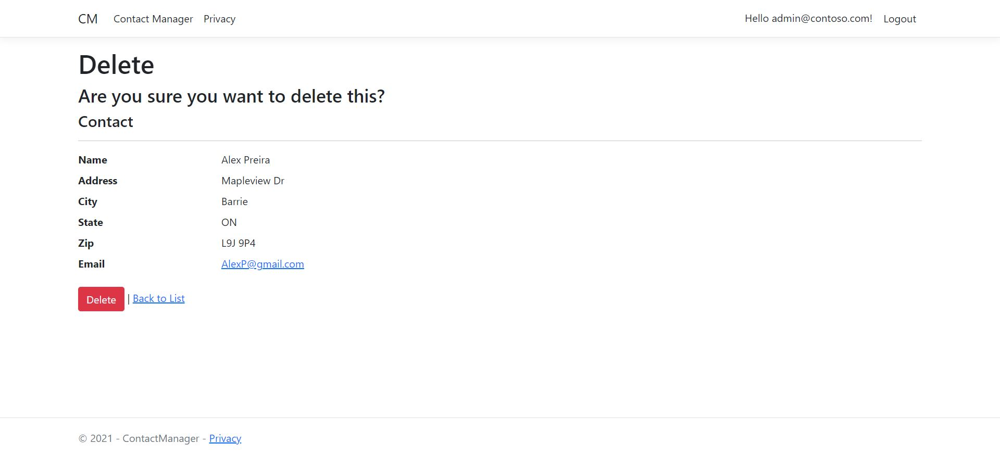 CM Contact Manager Privacy Hello admin@contoso.com! Logout
Delete
Are you sure you want to delete this?
Contact
Name Alex Preira
Address Mapleview Dr
City Barrie
State ON
Zip L9J 9P4
Email AlexP@gmail.com
Delete | Back to List
© 2021 - ContactManager - Privacy